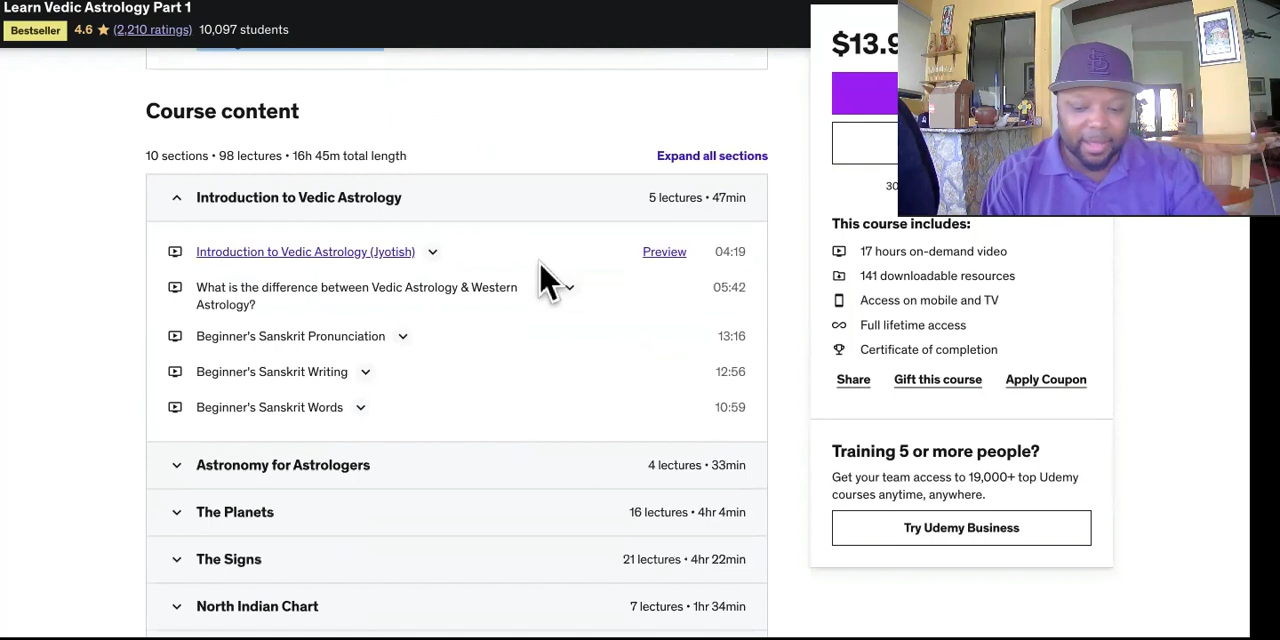 Learn Vedic Astrology Part 1
Bestseller 4.6 (2,210 ratings) 10,097 students
Course content
10 sections • 98 lectures • 16h 45m total length
Expand all sections
Introduction to Vedic Astrology
5 lectures • 47min
Introduction to Vedic Astrology (Jyotish)
Preview
04:19
What is the difference between Vedic Astrology & Western
Astrology?
05:42
Beginner's Sanskrit Pronunciation
13:16
Beginner's Sanskrit Writing
12:56
Beginner's Sanskrit Words
10:59
Astronomy for Astrologers
4 lectures • 33min
The Planets
16 lectures • 4hr 4min
The Signs
21 lectures • 4hr 22min
North Indian Chart
7 lectures • 1hr 34min
$13.9
30
This course includes:
17 hours on-demand video
141 downloadable resources
Access on mobile and TV
Full lifetime access
Certificate of completion
Share
Gift this course
Apply Coupon
Training 5 or more people?
Get your team access to 19,000+ top Udemy
courses anytime, anywhere.
Try Udemy Business